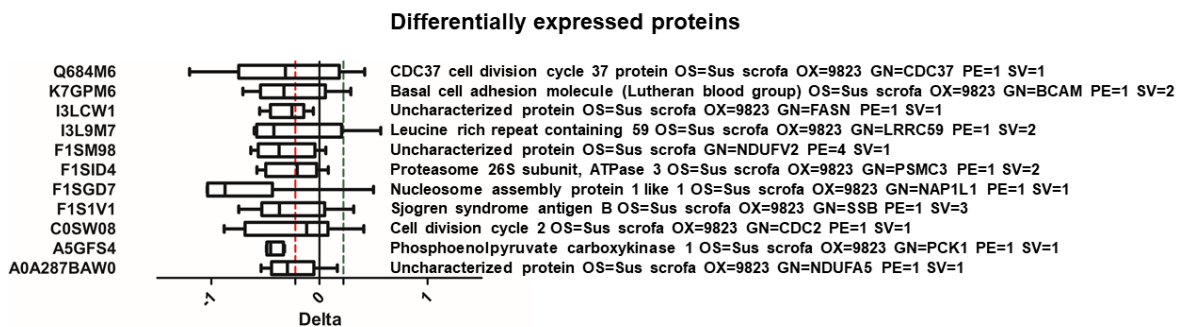 Differentially expressed proteins
Q684M6 CDC37 cell division cycle 37 protein OS=Sus scrofa OX=9823 GN=CDC37 PE=1 SV=1
K7GPM6 Basal cell adhesion molecule (Lutheran blood group) OS=Sus scrofa OX=9823 GN=BCAM PE=1 SV=2
I3LCW1 Uncharacterized protein OS=Sus scrofa OX=9823 GN=FASN PE=1 SV=1
I3L9M7 Leucine rich repeat containing 59 OS=Sus scrofa OX=9823 GN=LRRC59 PE=1 SV=2
F1SM98 Uncharacterized protein OS=Sus scrofa OX=9823 GN=NDUFV2 PE=4 SV=1
F1SID4 Proteasome 26S subunit, ATPase 3 OS=Sus scrofa OX=9823 GN=PSMC3 PE=1 SV=2
F1SGD7 Nucleosome assembly protein 1 like 1 OS=Sus scrofa OX=9823 GN=NAP1L1 PE=1 SV=1
F1S1V1 Sjogren syndrome antigen B OS=Sus scrofa OX=9823 GN=SSB PE=1 SV=3
C0SW08 Cell division cycle 2 OS=Sus scrofa OX=9823 GN=CDC2 PE=1 SV=1
A5GFS4 Phosphoenolpyruvate carboxykinase 1 OS=Sus scrofa OX=9823 GN=PCK1 PE=1 SV=1
A0A287BAW0 Uncharacterized protein OS=Sus scrofa OX=9823 GN=NDUFA5 PE=1 SV=1
-1 0 1
Delta